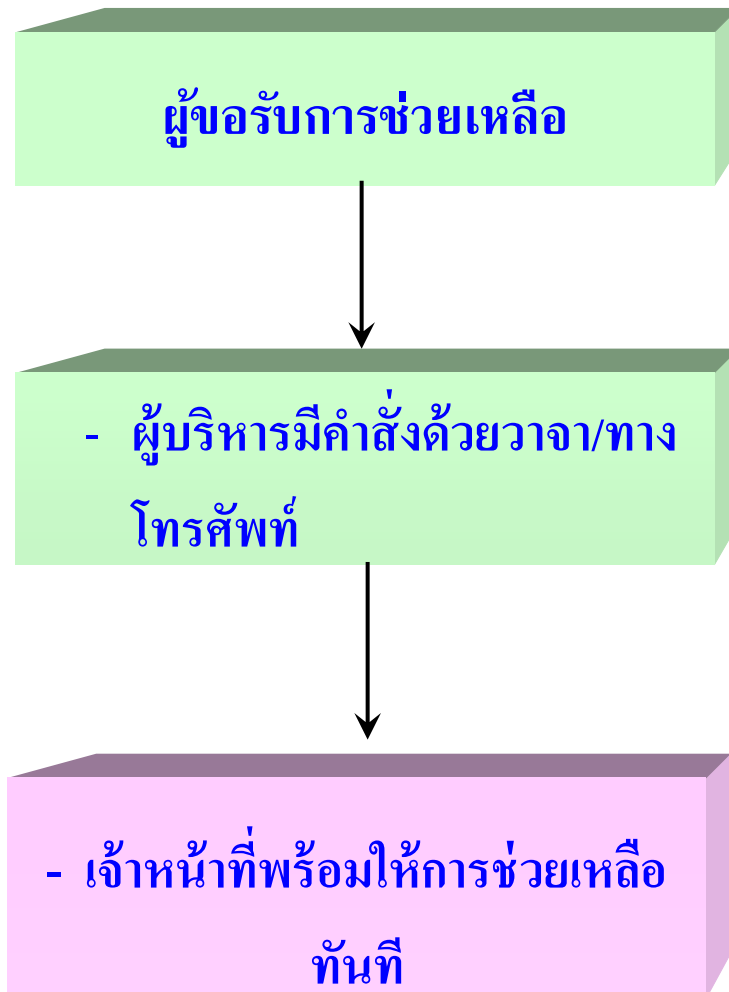 ผู้ขอรับการช่วยเหลือ
- ผู้บริหารมีคำสั่งด้วยวาจา/ทาง
โทรศัพท์
- เจ้าหน้าที่พร้อมให้การช่วยเหลือ
ทันที